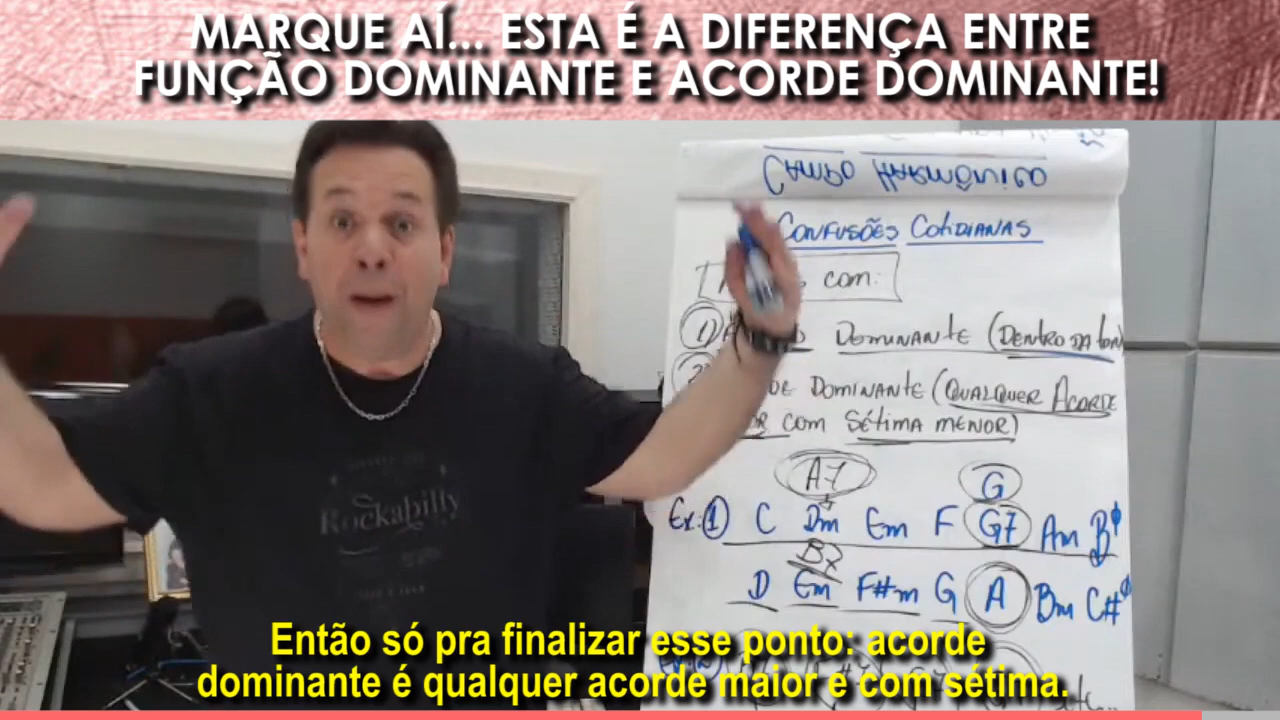 MARQUE AÍ... ESTA É A DIFERENÇA ENTRE
FUNÇÃO DOMINANTE E ACORDE DOMINANTE!
CAMPO HARMÔNICO
CONFUSÕES COTIDIANAS
com:
1) DOMINANTE (DENTRO DA
DOMINANTE (QUALQUER ACORDE
COM SÉTIMA MENOR)
A7 G
Ex: 1) C Dm Em F G7 Am Bø
B7
D Em F#m G A Bm C#ø
Rockabilly
Então só pra finalizar esse ponto: acorde
dominante é qualquer acorde maior e com sétima.